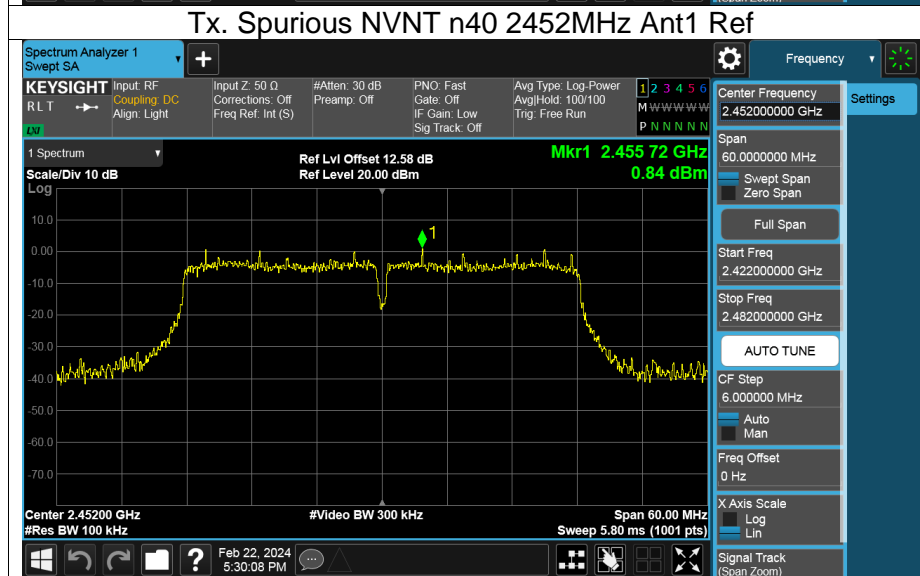 (Span Zoom)
Tx. Spurious NVNT n40 2452MHz Ant1 Ref
Spectrum Analyzer 1
Swept SA
+
Frequency
KEYSIGHT
R L T
LXI
Input: RF
Coupling: DC
Align: Light
Input Z: 50 Ω
Corrections: Off
Freq Ref: Int (S)
#Atten: 30 dB
Preamp: Off
PNO: Fast
Gate: Off
IF Gain: Low
Sig Track: Off
Avg Type: Log-Power
Avg|Hold: 100/100
Trig: Free Run
1 2 3 4 5 6
M W W W W W
P N N N N N
1 Spectrum
Scale/Div 10 dB
Ref Lvl Offset 12.58 dB
Ref Level 20.00 dBm
Mkr1 2.455 72 GHz
0.84 dBm
Log
10.0
0.00
-10.0
-20.0
-30.0
-40.0
-50.0
-60.0
-70.0
1
Center 2.45200 GHz
#Res BW 100 kHz
#Video BW 300 kHz
Span 60.00 MHz
Sweep 5.80 ms (1001 pts)
Center Frequency
2.452000000 GHz
Settings
Span
60.0000000 MHz
Swept Span
Zero Span
Full Span
Start Freq
2.422000000 GHz
Stop Freq
2.482000000 GHz
AUTO TUNE
CF Step
6.000000 MHz
Auto
Man
Freq Offset
0 Hz
X Axis Scale
Log
Lin
Signal Track
(Span Zoom)
?
Feb 22, 2024
5:30:08 PM